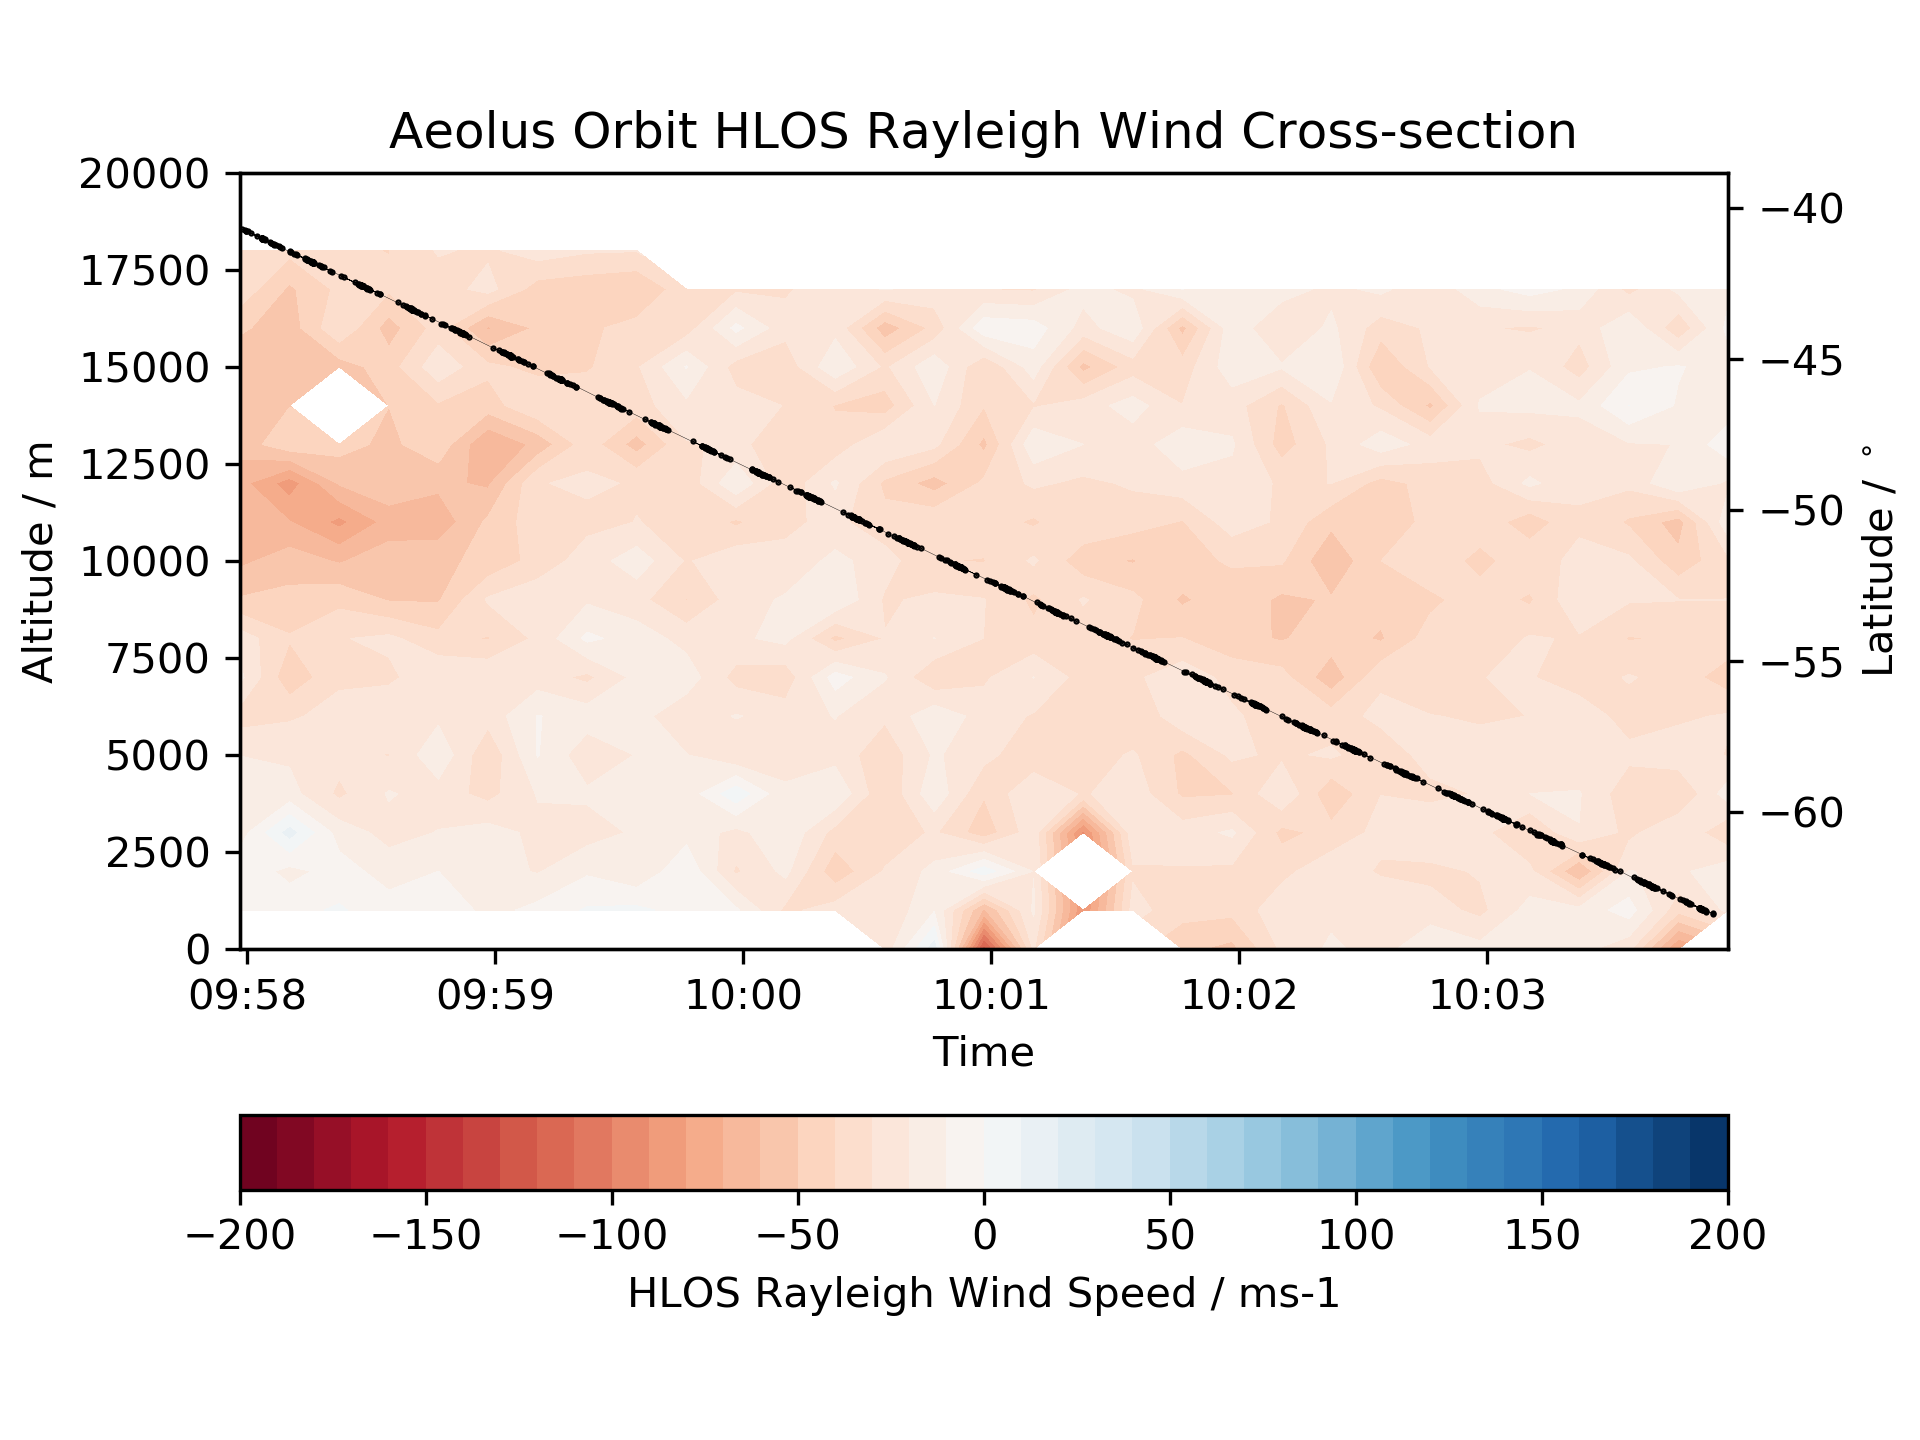 Aeolus Orbit HLOS Rayleigh Wind Cross-section
20000
17500
15000
12500
10000
7500
5000
2500
0
Altitude / m
−40
−45
−50
−55
−60
Latitude / °
09:58 09:59 10:00 10:01 10:02 10:03
Time
−200 −150 −100 −50 0 50 100 150 200
HLOS Rayleigh Wind Speed / ms-1